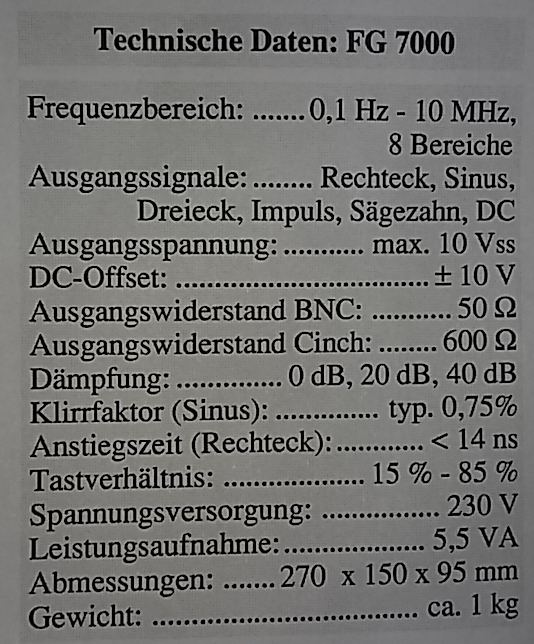 Technische Daten: FG 7000
Frequenzbereich: .......0,1 Hz - 10 MHz,
8 Bereiche
Ausgangssignale:........ Rechteck, Sinus,
Dreieck, Impuls, Sägezahn, DC
Ausgangsspannung:........... max. 10 Vss
DC-Offset: ..................................± 10 V
Ausgangswiderstand BNC: ........... 50 Ω
Ausgangswiderstand Cinch:........ 600 Ω
Dämpfung: .............. 0 dB, 20 dB, 40 dB
Klirrfaktor (Sinus): .............. typ. 0,75%
Anstiegszeit (Rechteck):............ < 14 ns
Tastverhältnis: ................... 15 % - 85 %
Spannungsversorgung: ................ 230 V
Leistungsaufnahme:................... 5,5 VA
Abmessungen: ....... 270 x 150 x 95 mm
Gewicht: .................................... ca. 1 kg